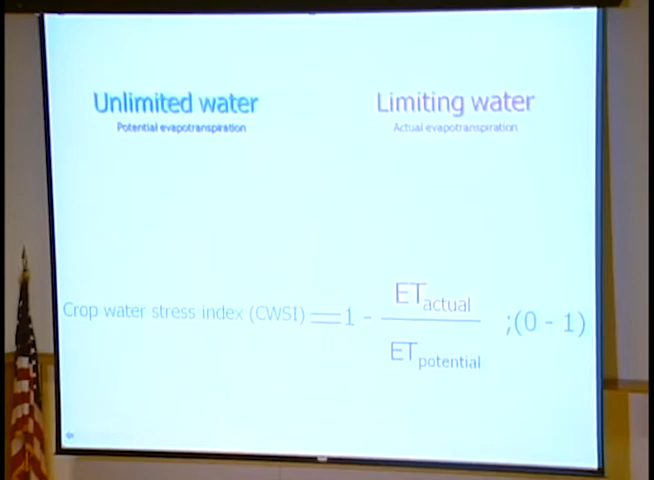 Unlimited water
Potential evapotranspiration
Limiting water
Actual evapotranspiration
Crop water stress index (CWSI) = 1 - ET actual / ET potential ;(0 - 1)